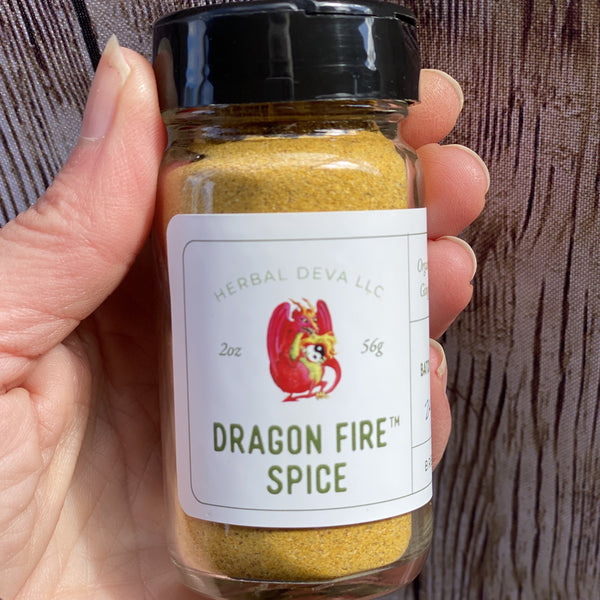 HERBAL DEVA LLC
2oz 56g
DRAGON FIRE™
SPICE